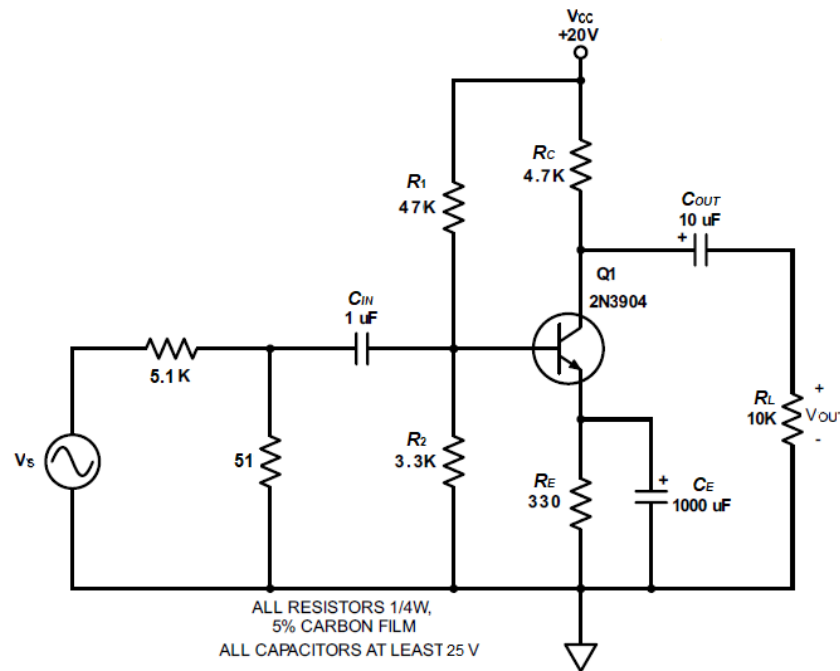 VCC
+20V
R1
47K
RC
4.7K
COUT
10 uF
+
Q1
2N3904
CIN
1 uF
5.1K
VS
51
R2
3.3K
RE
330
+
CE
1000 uF
RL
10K
+
VOUT
-
ALL RESISTORS 1/4W,
5% CARBON FILM
ALL CAPACITORS AT LEAST 25 V